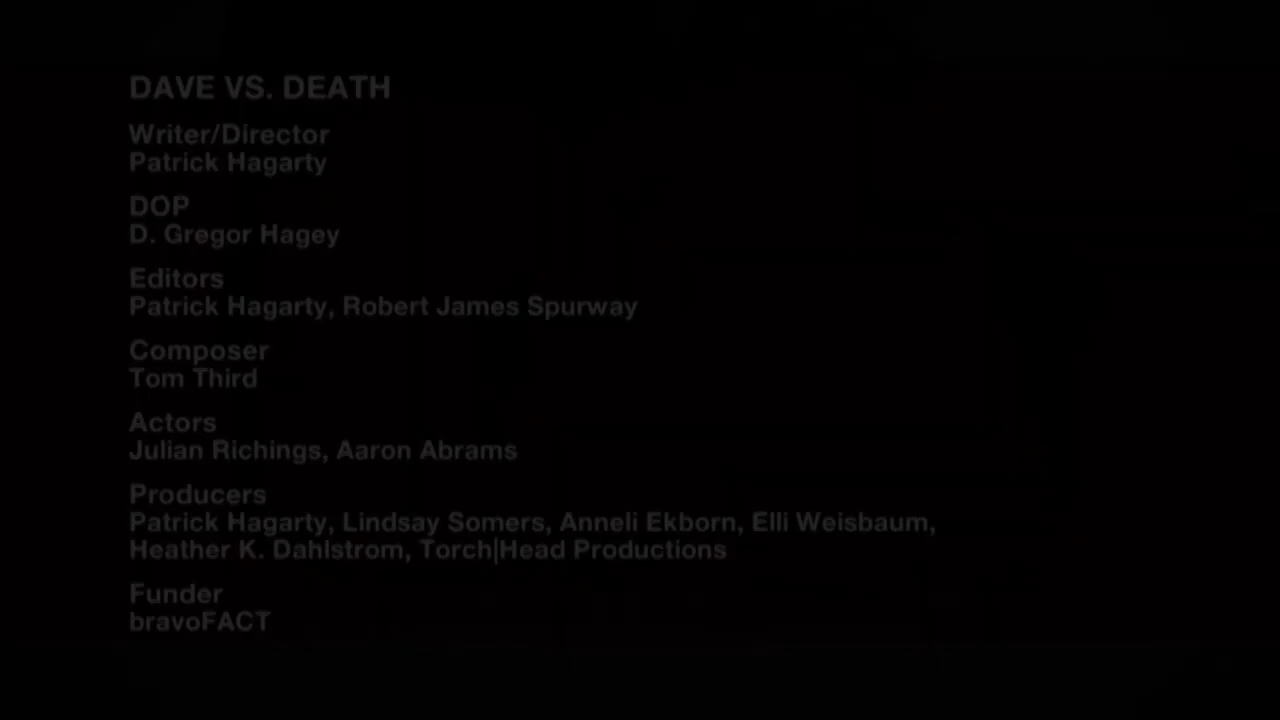 DAVE VS. DEATH
Writer/Director
Patrick Hagarty
DOP
D. Gregor Hagey
Editors
Patrick Hagarty, Robert James Spurway
Composer
Tom Third
Actors
Julian Richings, Aaron Abrams
Producers
Patrick Hagarty, Lindsay Somers, Anneli Ekborn, Elli Weisbaum,
Heather K. Dahlstrom, Torch|Head Productions
Funder
bravoFACT